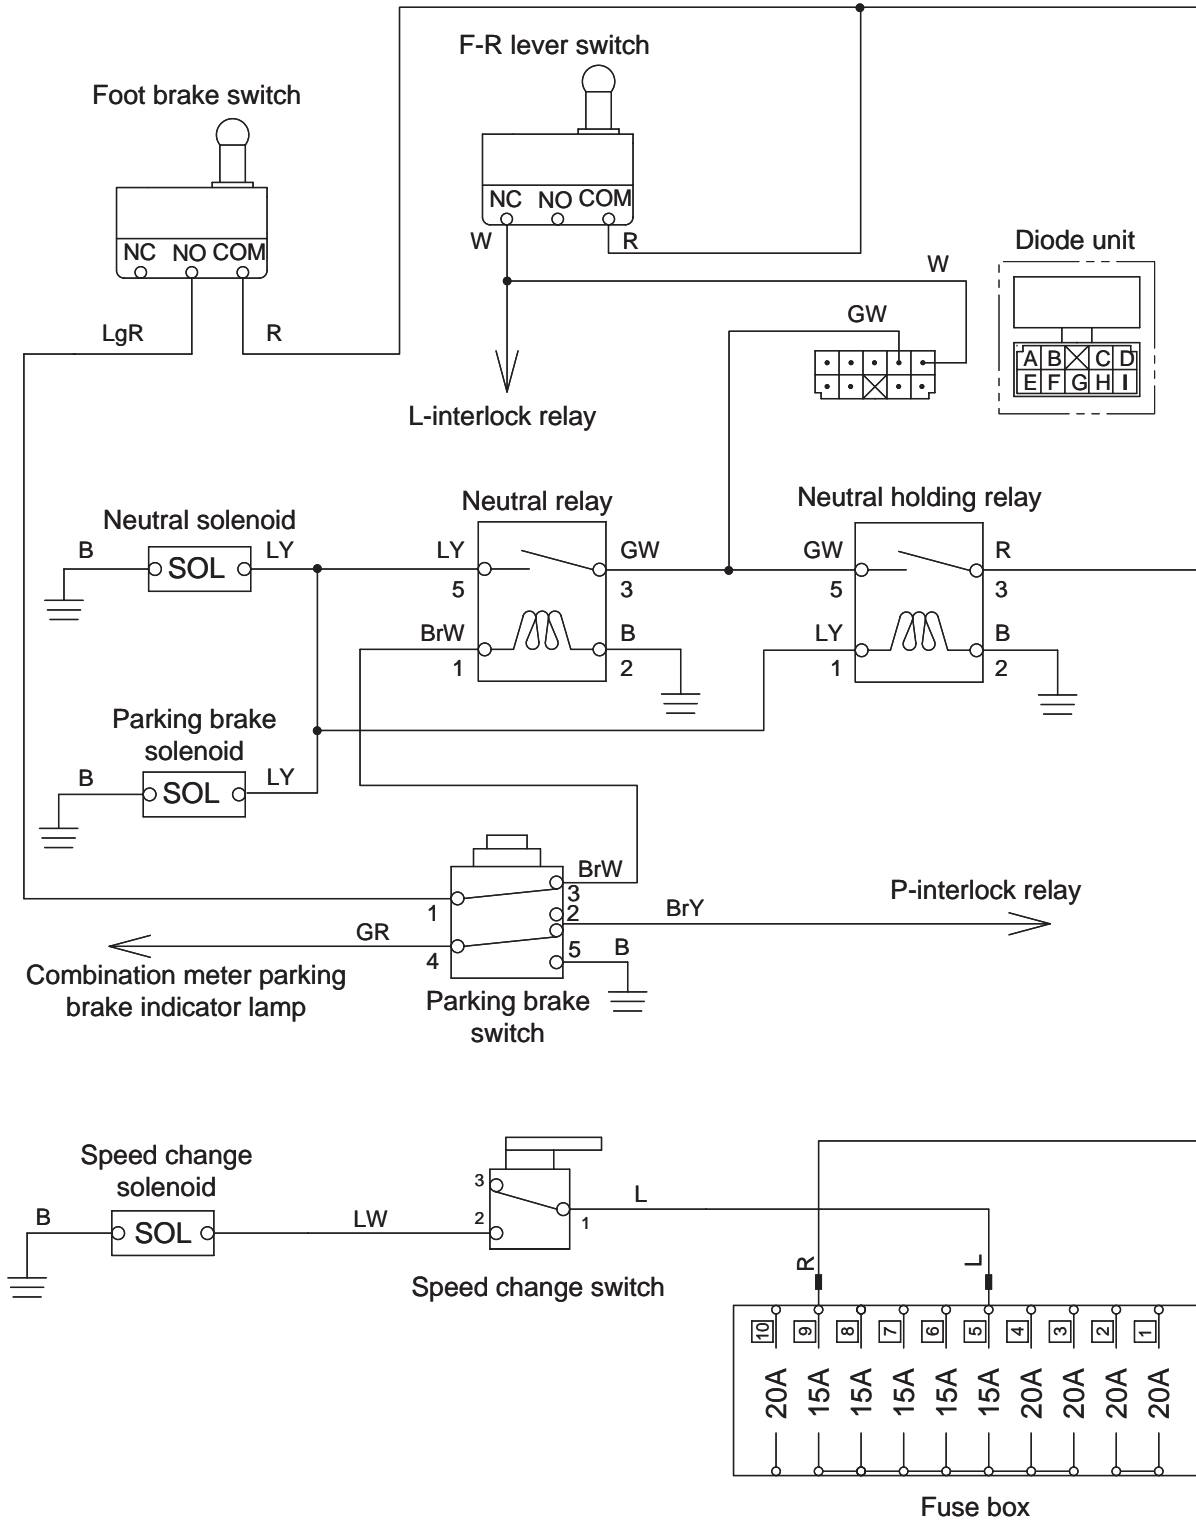 F-R lever switch
Foot brake switch
NC NO COM
W
R
Diode unit
NC NO COM
W
LgR
R
GW
A B C D
E F G H I
L-interlock relay
Neutral relay
Neutral holding relay
Neutral solenoid
B
SOL
LY
LY
GW
GW
R
5
3
5
3
BrW
B
LY
B
1
2
1
2
Parking brake
solenoid
B
SOL
LY
BrW
3
P-interlock relay
1
2
BrY
GR
4
5
B
Combination meter parking
brake indicator lamp
Parking brake
switch
Speed change
solenoid
3
L
B
SOL
LW
2
1
Speed change switch
R
L
10 9 8 7 6 5 4 3 2 1
20A 15A 15A 15A 15A 15A 20A 20A 20A 20A
Fuse box